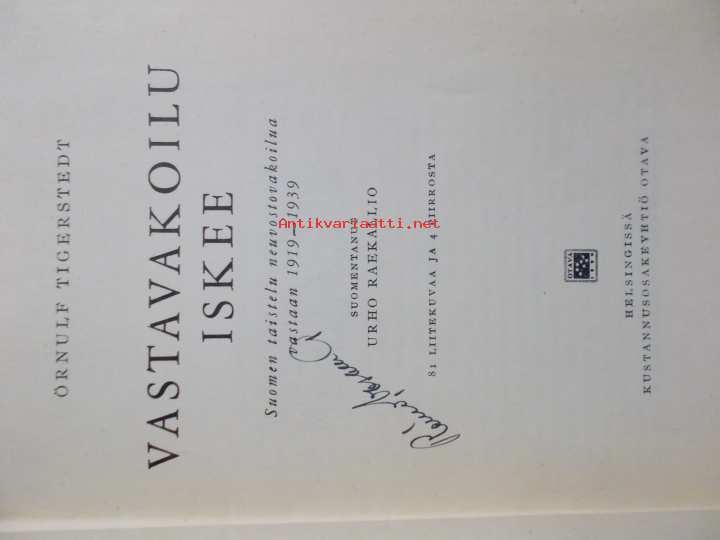 ÖRNULF TIGERSTEDT
VASTAVAKOILU
ISKEE
Suomen taistelu neuvostovakoilua
vastaan 1919—1939
Antikvariaatti.net
SUOMENTANUT
URHO RAEKALLIO
81 LIITEKUVAA JA 4 PIIRROSTA
OTAVA
1890
HELSINGISSÄ
KUSTANNUSOSAKEYHTIÖ OTAVA